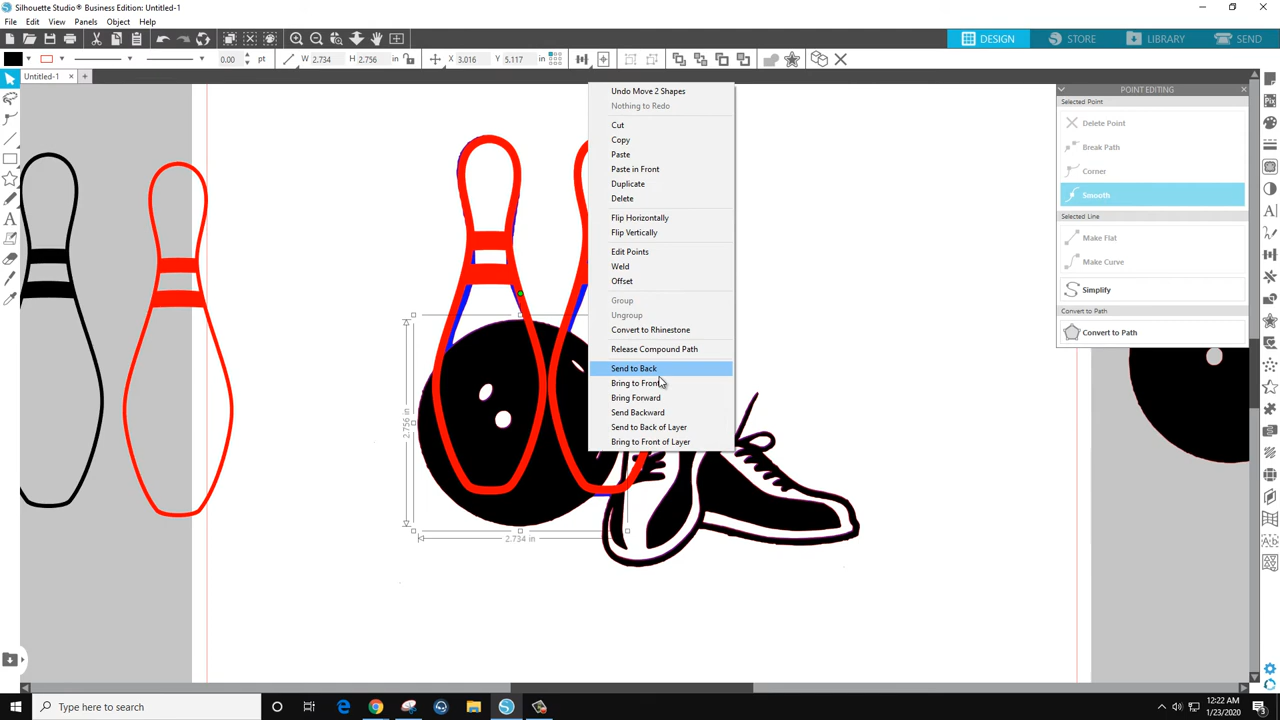 Silhouette Studio® Business Edition: Untitled-1
File Edit View Panels Object Help
DESIGN STORE LIBRARY SEND
0.00 pt W 2.734 H 2.756 X 3.016 Y 5.117
Untitled-1
POINT EDITING
Selected Point
Delete Point
Break Path
Corner
Smooth
Selected Line
Make Flat
Make Curve
Simplify
Convert to Path
Convert to Path
Undo Move 2 Shapes
Nothing to Redo
Cut
Copy
Paste
Paste in Front
Duplicate
Delete
Flip Horizontally
Flip Vertically
Edit Points
Weld
Offset
Group
Ungroup
Convert to Rhinestone
Release Compound Path
Send to Back
Bring to Front
Bring Forward
Send Backward
Send to Back of Layer
Bring to Front of Layer
2.756 in
2.734 in
Type here to search
12:22 AM
1/23/2020